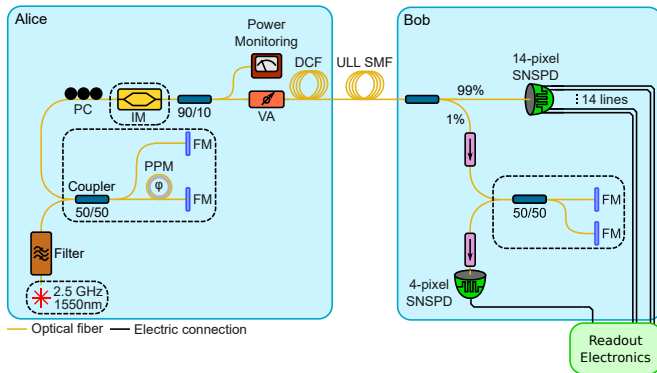 Alice
Power
Monitoring
DCF
ULL SMF
PC
IM
90/10
VA
FM
PPM
φ
Coupler
50/50
FM
Filter
2.5 GHz
1550nm
Bob
14-pixel
SNSPD
99%
14 lines
1%
FM
50/50
FM
4-pixel
SNSPD
Readout
Electronics
Optical fiber
Electric connection